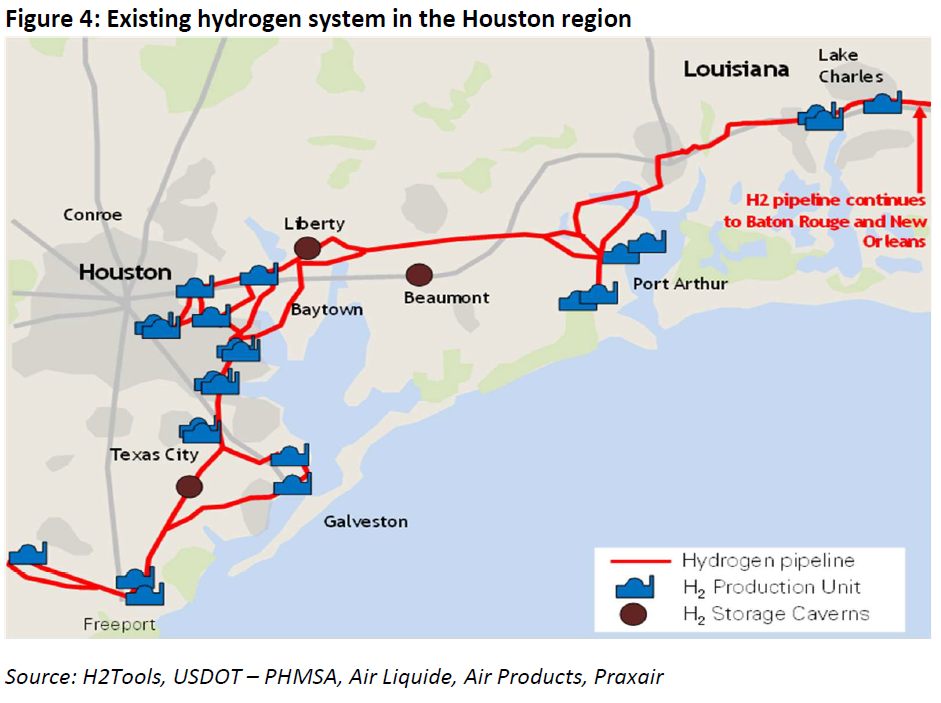 Figure 4: Existing hydrogen system in the Houston region
Lake
Charles
Louisiana
H2 pipeline continues
to Baton Rouge and New
Orleans
Conroe
Liberty
Houston
Beaumont
Port Arthur
Baytown
Texas City
Galveston
Freeport
Hydrogen pipeline
H2 Production Unit
H2 Storage Caverns
Source: H2Tools, USDOT – PHMSA, Air Liquide, Air Products, Praxair